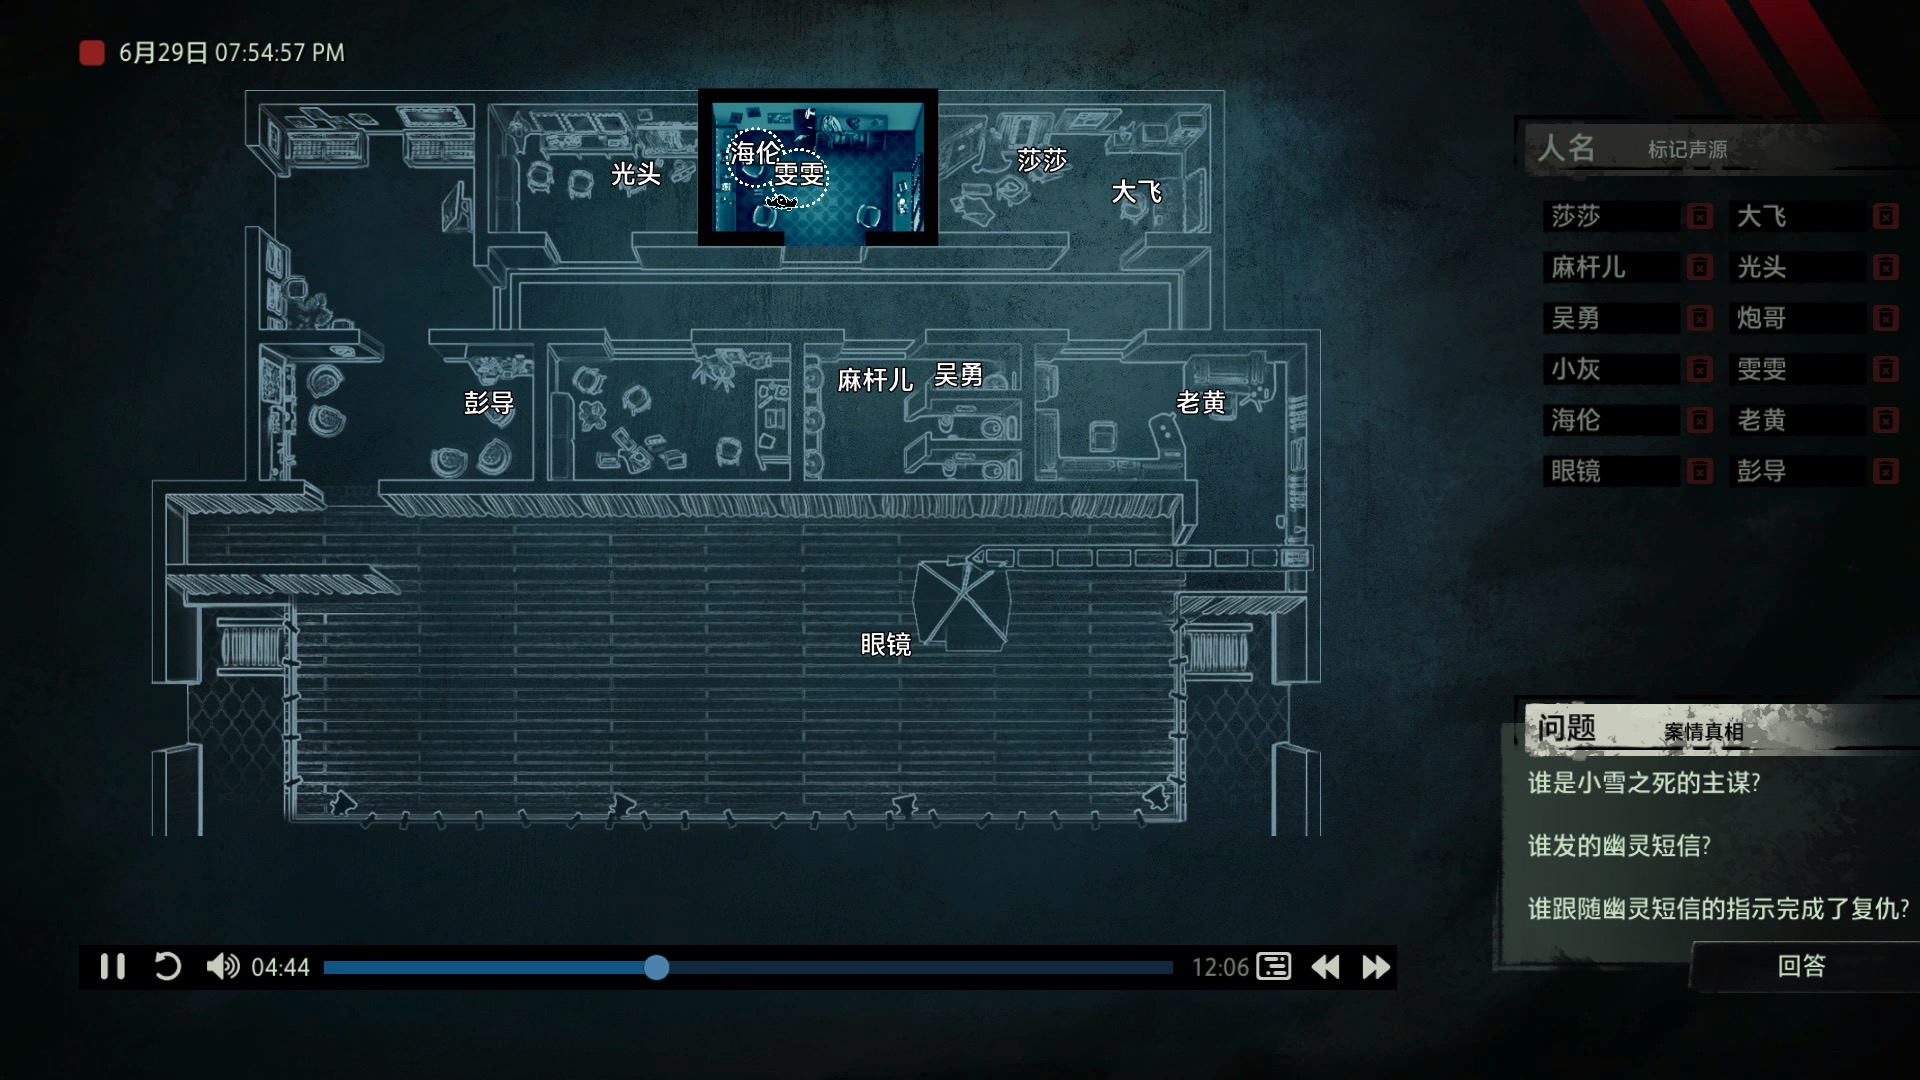 6月29日 07:54:57 PM
海伦
雯雯
光头
莎莎
大飞
彭导
麻杆儿
吴勇
老黄
眼镜
人名 标记声源
莎莎 大飞
麻杆儿 光头
吴勇 炮哥
小灰 雯雯
海伦 老黄
眼镜 彭导
问题 案情真相
谁是小雪之死的主谋?
谁发的幽灵短信?
谁跟随幽灵短信的指示完成了复仇?
回答
04:44
12:06